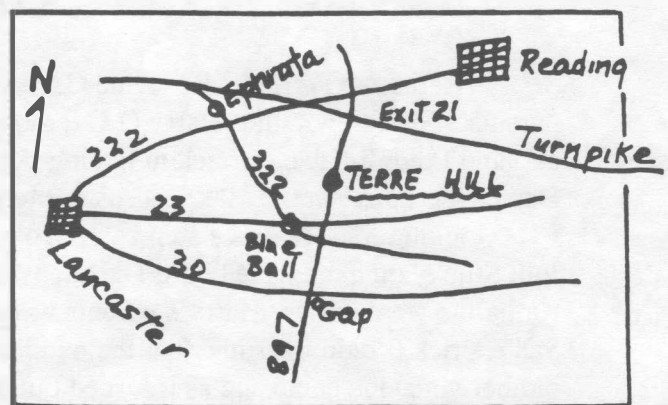 N
Ephrata
Reading
Exit 21
Turnpike
222
322
TERRE HILL
23
Blue
Ball
30
Lancaster
Gap
897